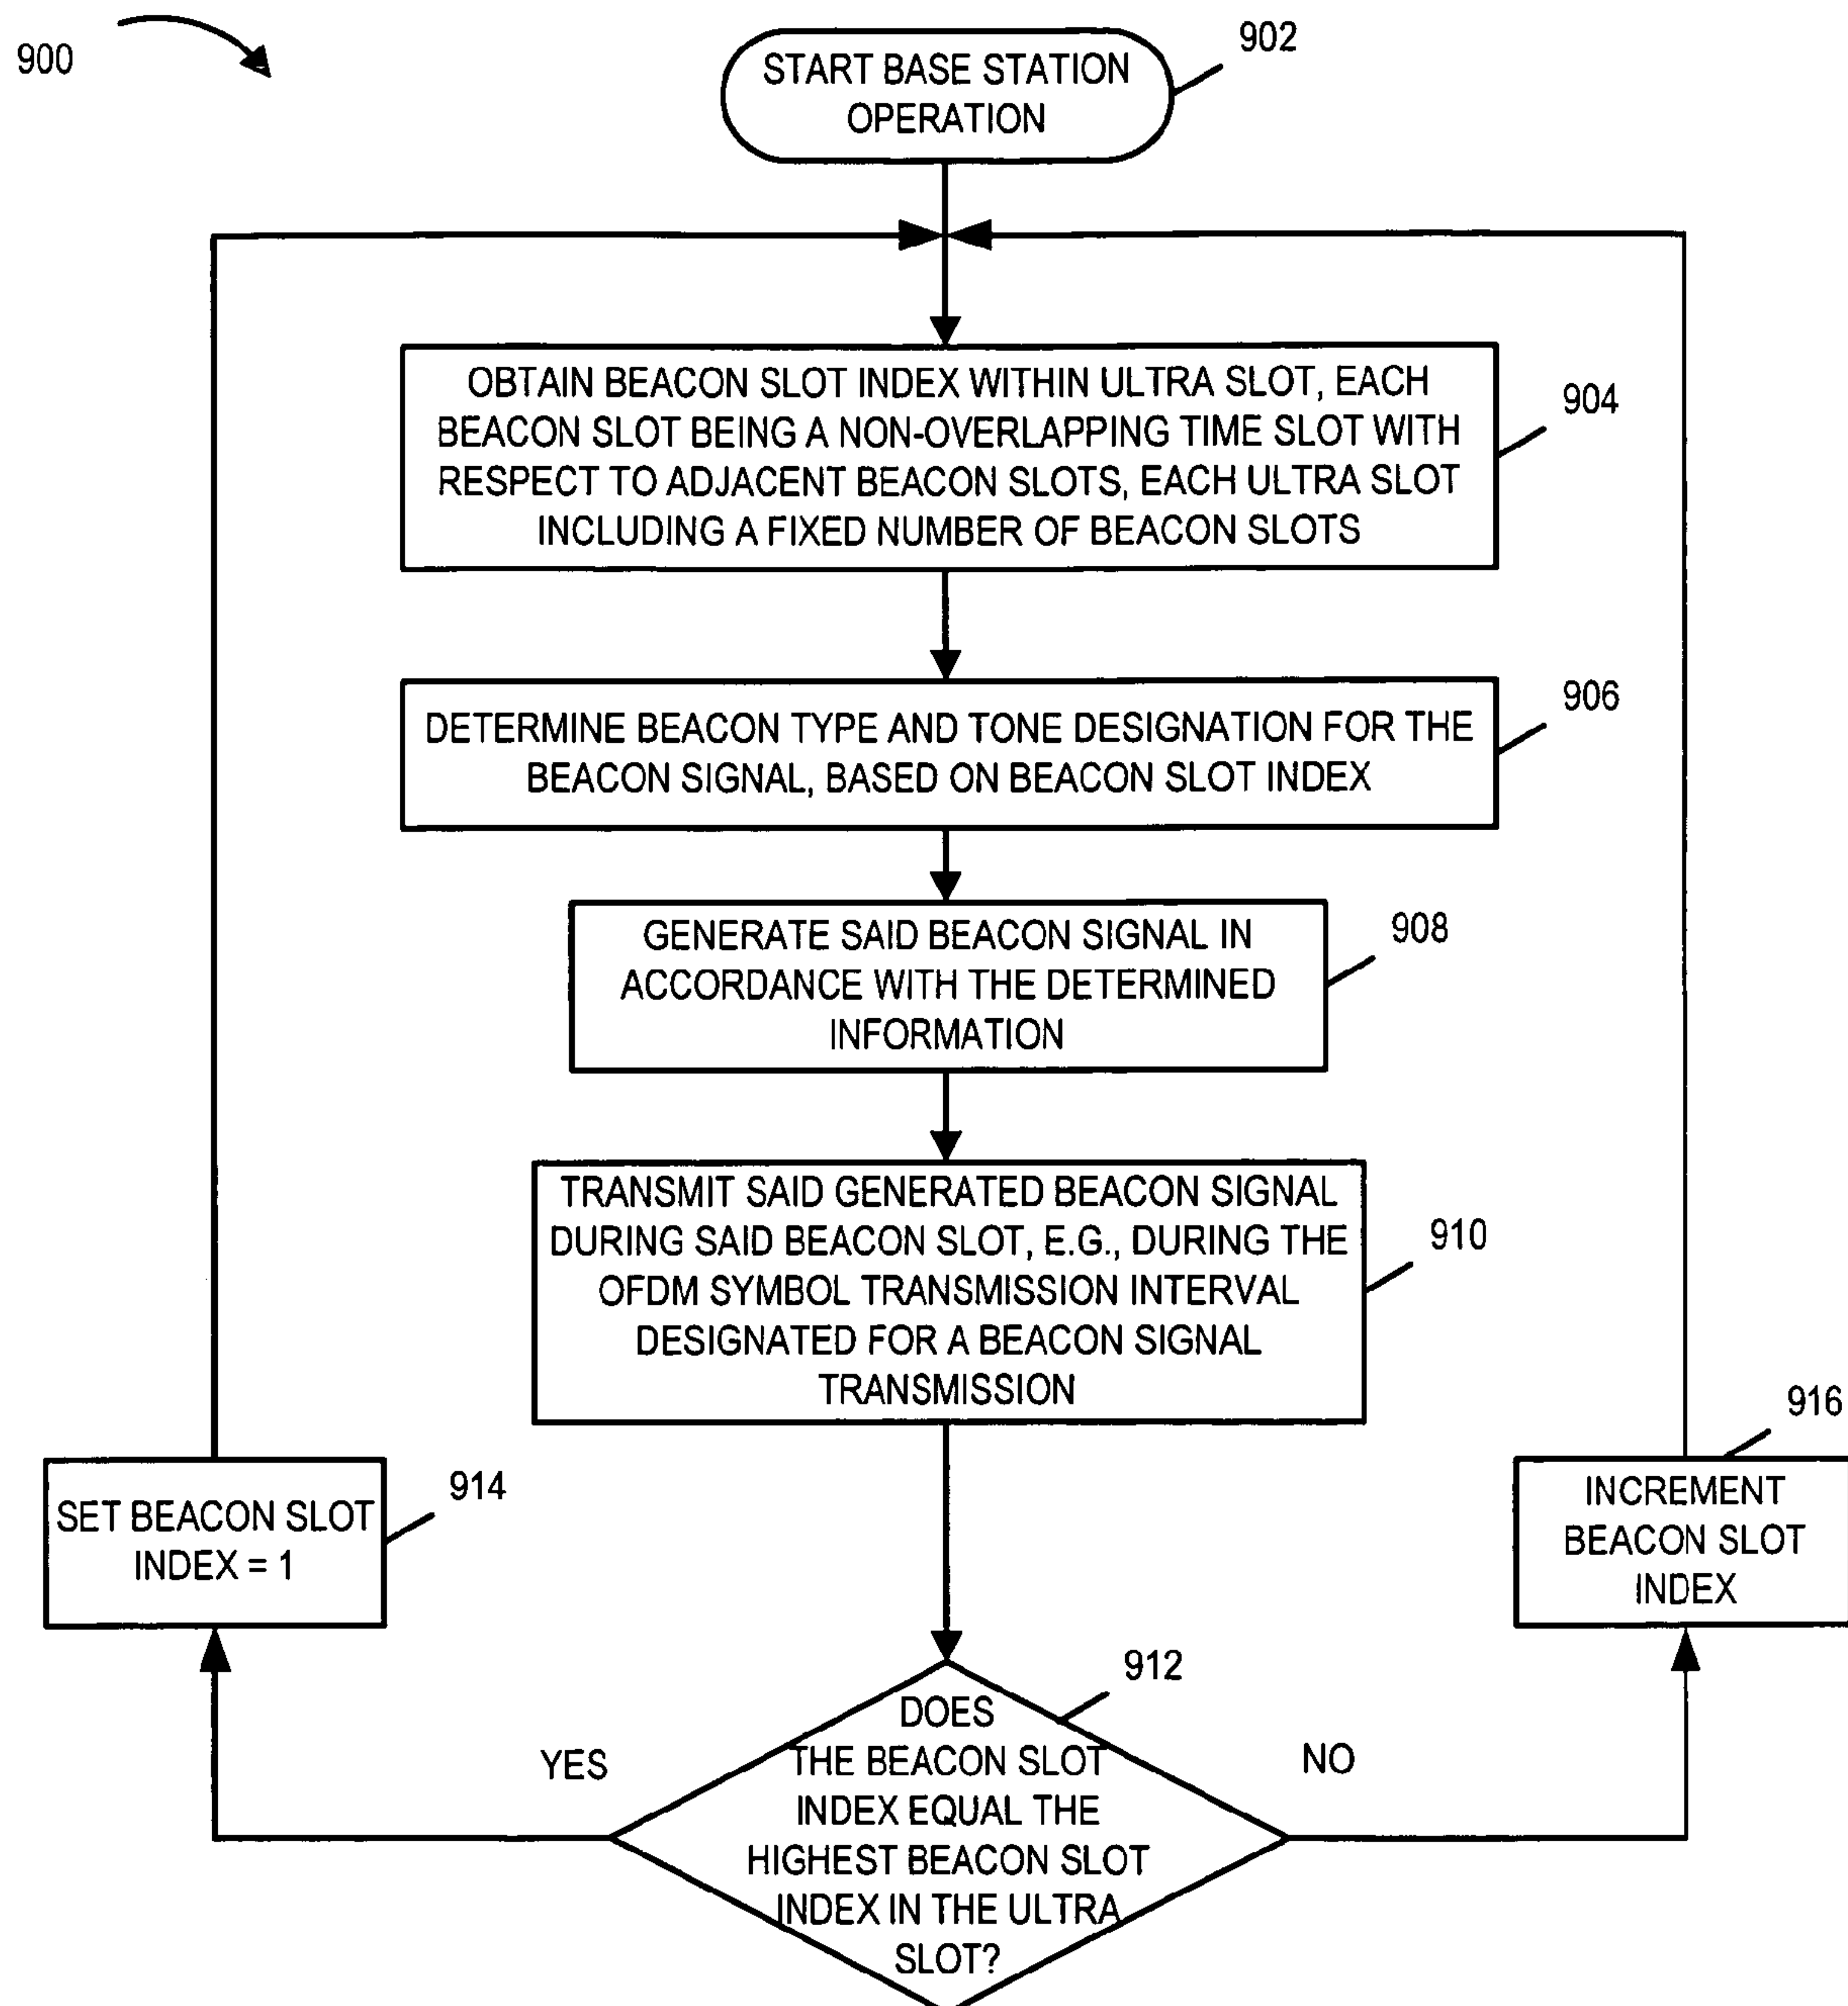 900
START BASE STATION
OPERATION
902
OBTAIN BEACON SLOT INDEX WITHIN ULTRA SLOT, EACH
BEACON SLOT BEING A NON-OVERLAPPING TIME SLOT WITH
RESPECT TO ADJACENT BEACON SLOTS, EACH ULTRA SLOT
INCLUDING A FIXED NUMBER OF BEACON SLOTS
904
DETERMINE BEACON TYPE AND TONE DESIGNATION FOR THE
BEACON SIGNAL, BASED ON BEACON SLOT INDEX
906
GENERATE SAID BEACON SIGNAL IN
ACCORDANCE WITH THE DETERMINED
INFORMATION
908
TRANSMIT SAID GENERATED BEACON SIGNAL
DURING SAID BEACON SLOT, E.G., DURING THE
OFDM SYMBOL TRANSMISSION INTERVAL
DESIGNATED FOR A BEACON SIGNAL
TRANSMISSION
910
SET BEACON SLOT
INDEX = 1
914
INCREMENT
BEACON SLOT
INDEX
916
DOES
THE BEACON SLOT
INDEX EQUAL THE
HIGHEST BEACON SLOT
INDEX IN THE ULTRA
SLOT?
912
YES
NO